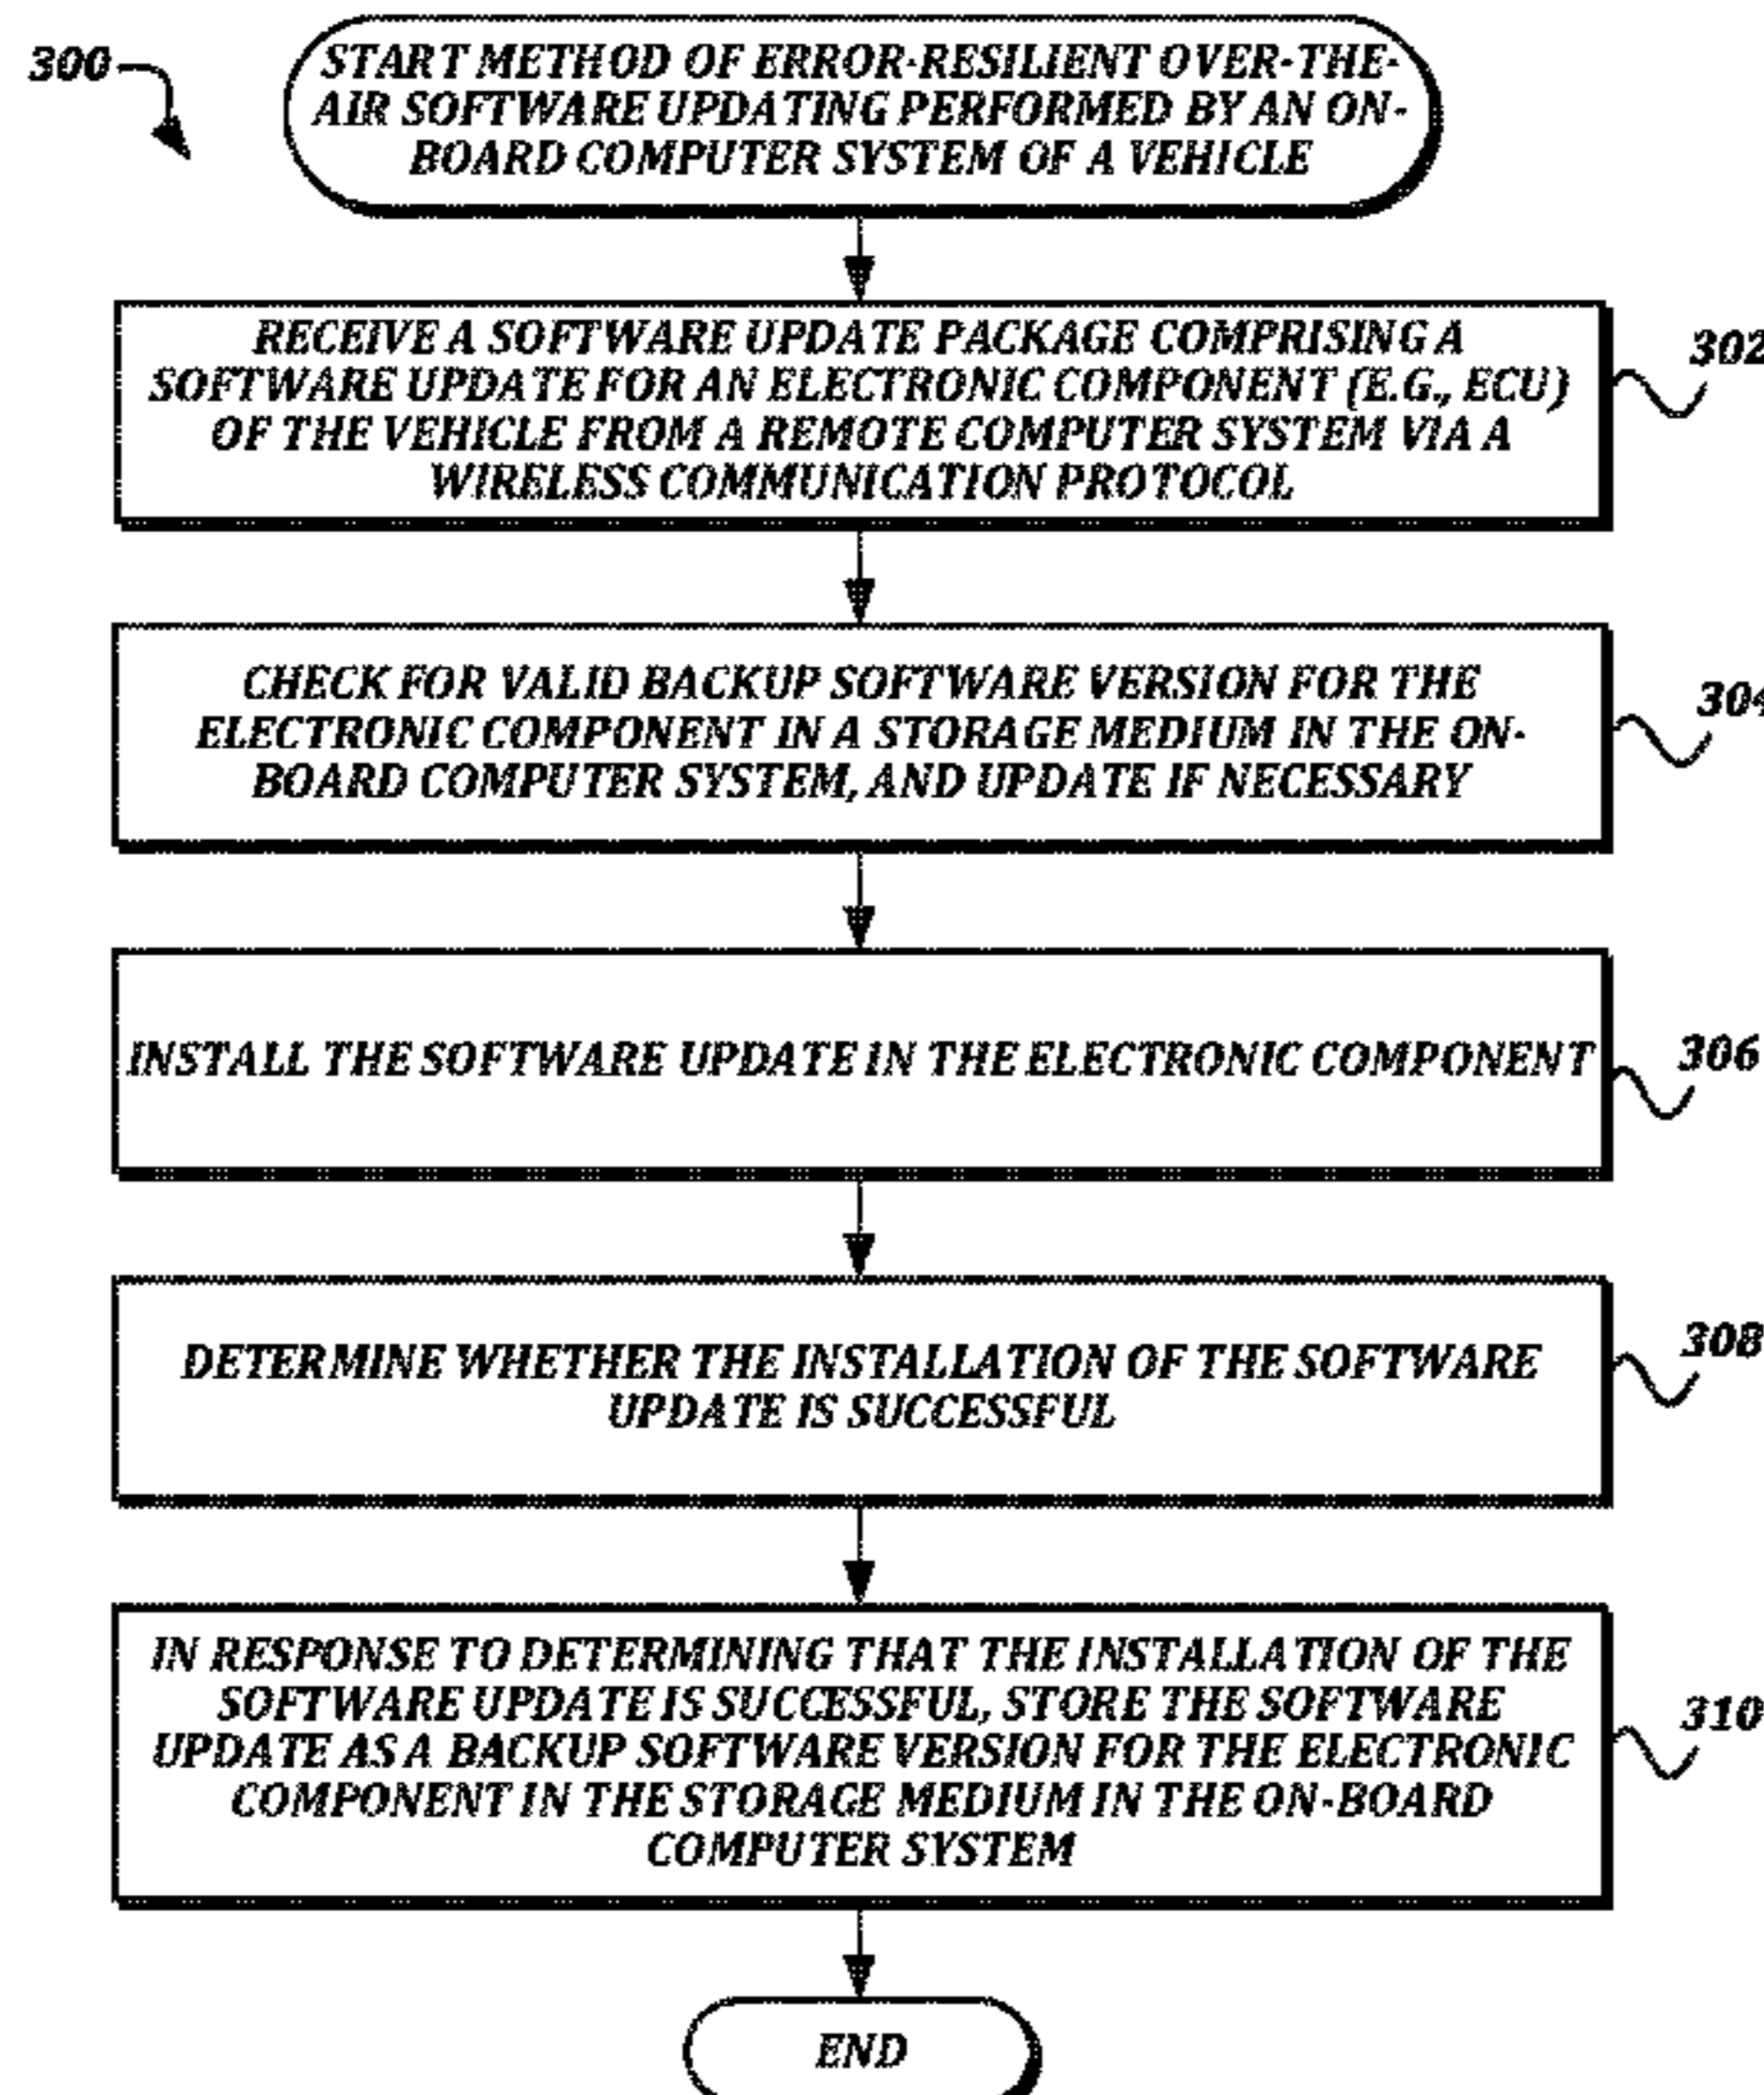 300
START METHOD OF ERROR-RESILIENT OVER-THE-
AIR SOFTWARE UPDATING PERFORMED BY AN ON-
BOARD COMPUTER SYSTEM OF A VEHICLE
RECEIVE A SOFTWARE UPDATE PACKAGE COMPRISING A
SOFTWARE UPDATE FOR AN ELECTRONIC COMPONENT (E.G., ECU)
OF THE VEHICLE FROM A REMOTE COMPUTER SYSTEM VIA A
WIRELESS COMMUNICATION PROTOCOL
302
CHECK FOR VALID BACKUP SOFTWARE VERSION FOR THE
ELECTRONIC COMPONENT IN A STORAGE MEDIUM IN THE ON-
BOARD COMPUTER SYSTEM, AND UPDATE IF NECESSARY
304
INSTALL THE SOFTWARE UPDATE IN THE ELECTRONIC COMPONENT
306
DETERMINE WHETHER THE INSTALLATION OF THE SOFTWARE
UPDATE IS SUCCESSFUL
308
IN RESPONSE TO DETERMINING THAT THE INSTALLATION OF THE
SOFTWARE UPDATE IS SUCCESSFUL, STORE THE SOFTWARE
UPDATE AS A BACKUP SOFTWARE VERSION FOR THE ELECTRONIC
COMPONENT IN THE STORAGE MEDIUM IN THE ON-BOARD
COMPUTER SYSTEM
310
END